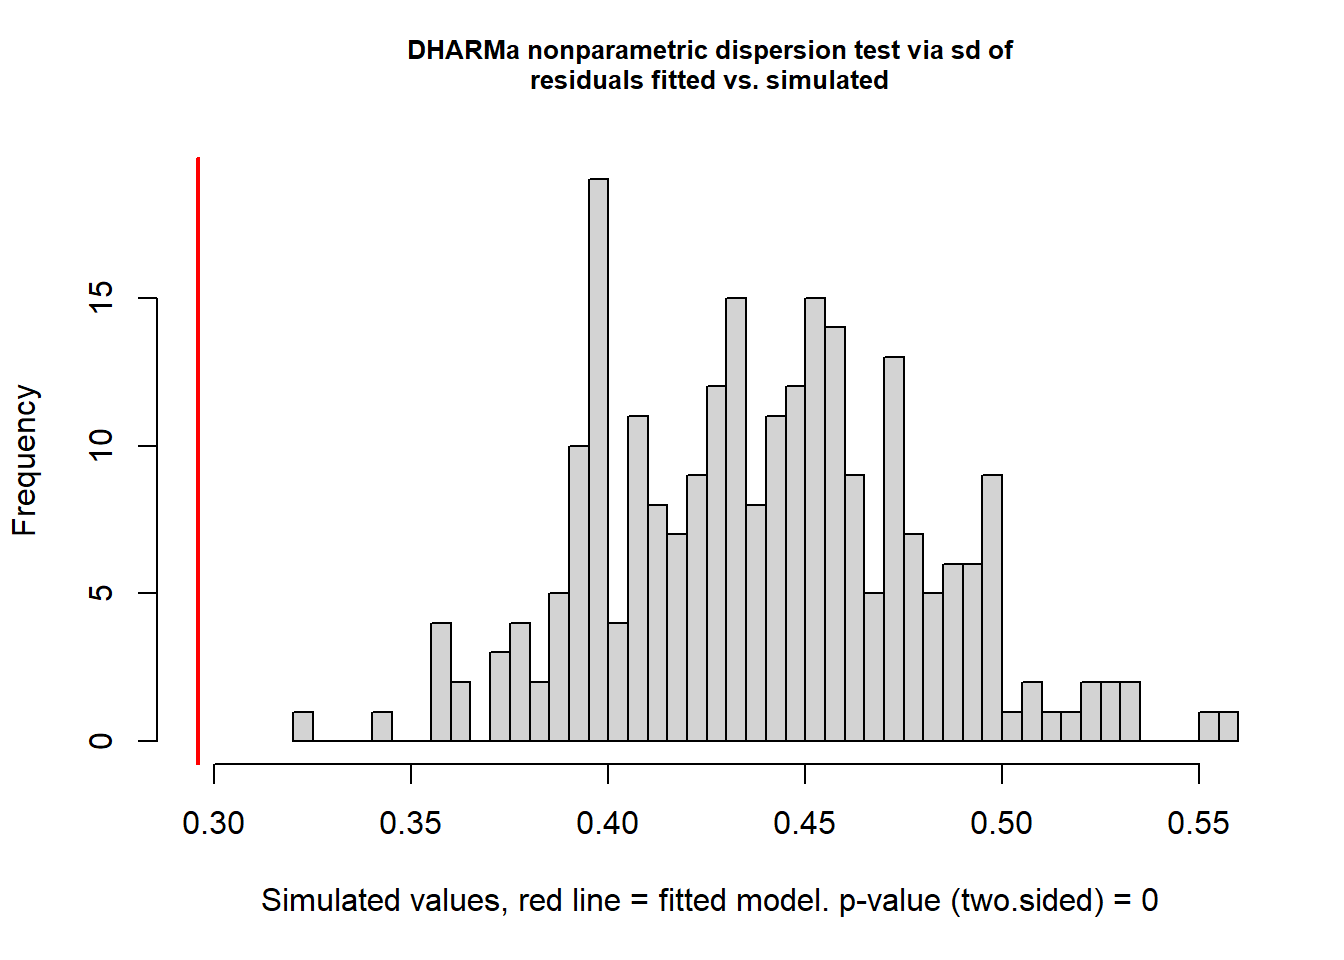 DHARMa nonparametric dispersion test via sd of
residuals fitted vs. simulated
Frequency
15
10
5
0
0.30 0.35 0.40 0.45 0.50 0.55
Simulated values, red line = fitted model. p-value (two.sided) = 0